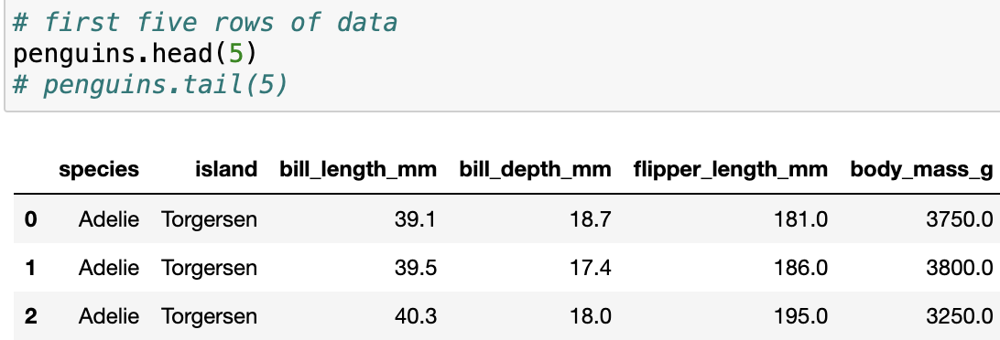 # first five rows of data
penguins.head(5)
# penguins.tail(5)
species island bill_length_mm bill_depth_mm flipper_length_mm body_mass_g
0 Adelie Torgersen 39.1 18.7 181.0 3750.0
1 Adelie Torgersen 39.5 17.4 186.0 3800.0
2 Adelie Torgersen 40.3 18.0 195.0 3250.0